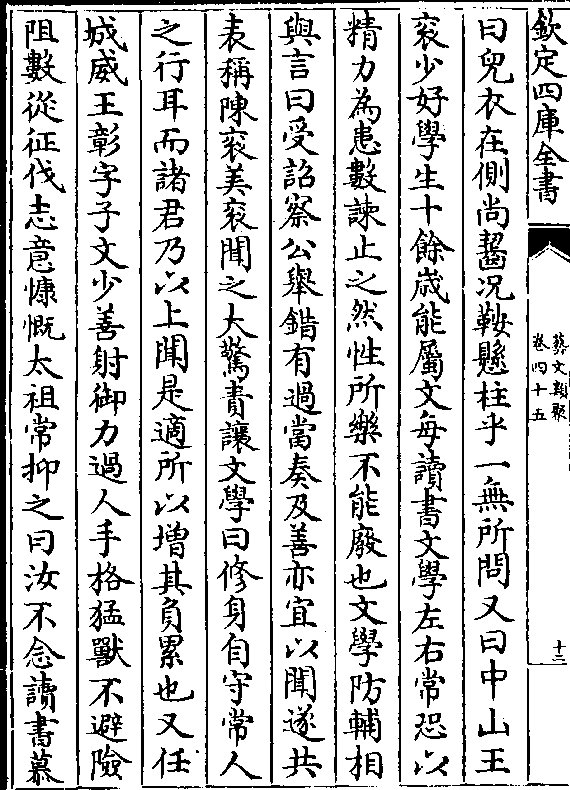 欽定四庫全書
藝文類聚
卷四十五
十二
曰兒衣在側尚齧况鞍懸柱乎一無所問又曰中山王
衮少好學生十餘歲能屬文每讀書文學左右常恐以
精力為患數諫止之然性所樂不能廢也文學防輔相
與言曰受詔察公舉錯有過當奏及善亦宜以聞遂共
表稱陳衮美衮聞之大驚責讓文學曰修身自守常人
之行耳而諸君乃以上聞是適所以增其負累也又任
城威王彰字子文少善射御力過人手格猛獸不避險
阻數從征伐志意慷慨太祖常抑之曰汝不念讀書慕